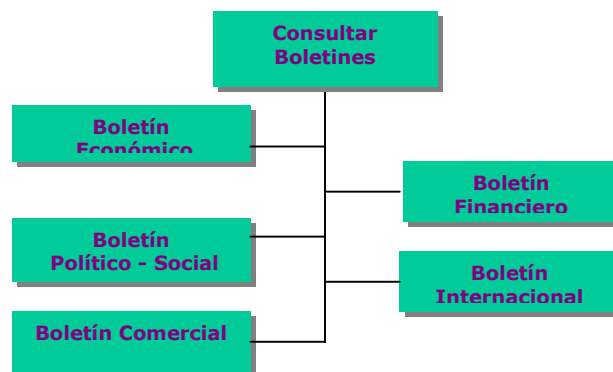 Consultar
Boletines
Boletín
Económico
Boletín
Financiero
Boletín
Político - Social
Boletín
Internacional
Boletín Comercial